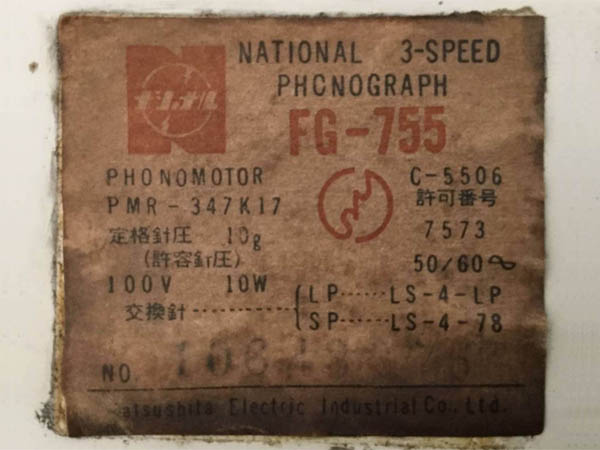 NATIONAL 3-SPEED
PHONOGRAPH
ナショナル
FG-755
PHONOMOTOR
PMR-347K17
C-5506
許可番号
7573
定格針圧 10g
(許容針圧)
50/60〜
100V 10W
交換針 LP LS-4-LP
SP LS-4-78
NO.
Matsushita Electric Industrial Co., Ltd.